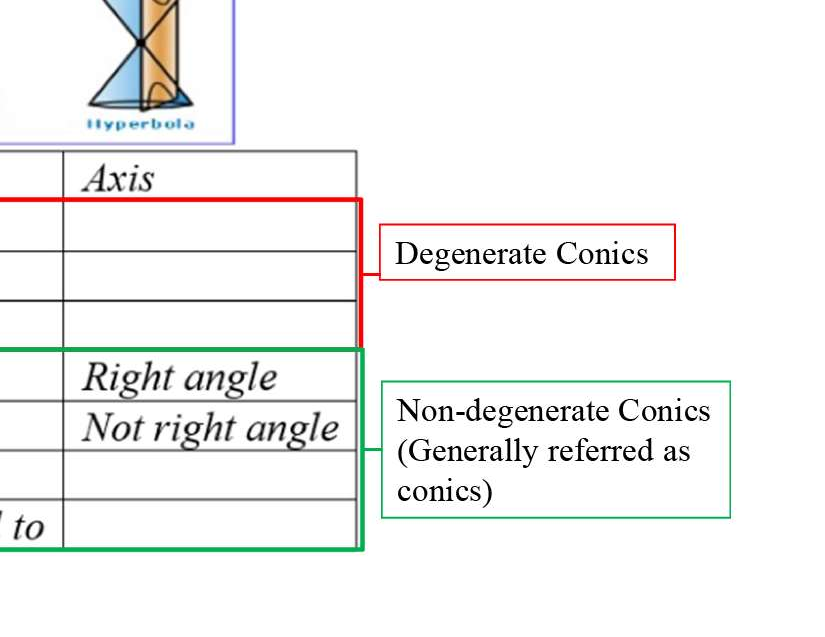 Hyperbola
Axis
Degenerate Conics
Right angle
Not right angle
Non-degenerate Conics
(Generally referred as
conics)
to